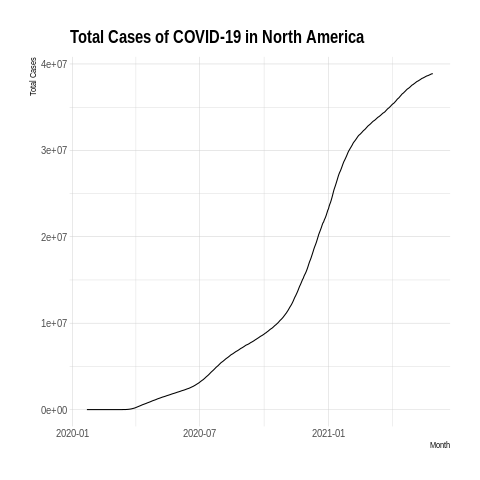 Total Cases of COVID-19 in North America
Total Cases
4e+07
3e+07
2e+07
1e+07
0e+00
2020-01
2020-07
2021-01
Month